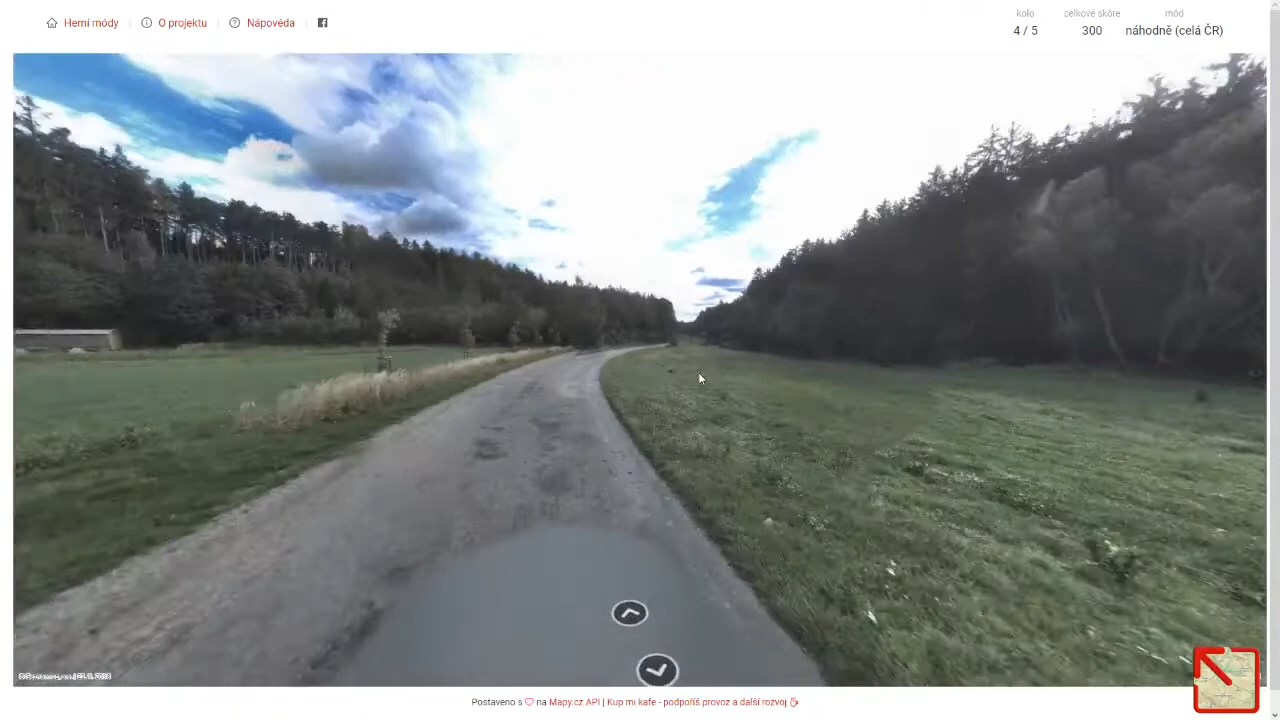 Herní módy
O projektu
Nápověda
kolo
celkové skóre
mód
4 / 5
300
náhodně (celá ČR)
Postaveno s na Mapy.cz API | Kup mi kafe - podpoříš provoz a další rozvoj